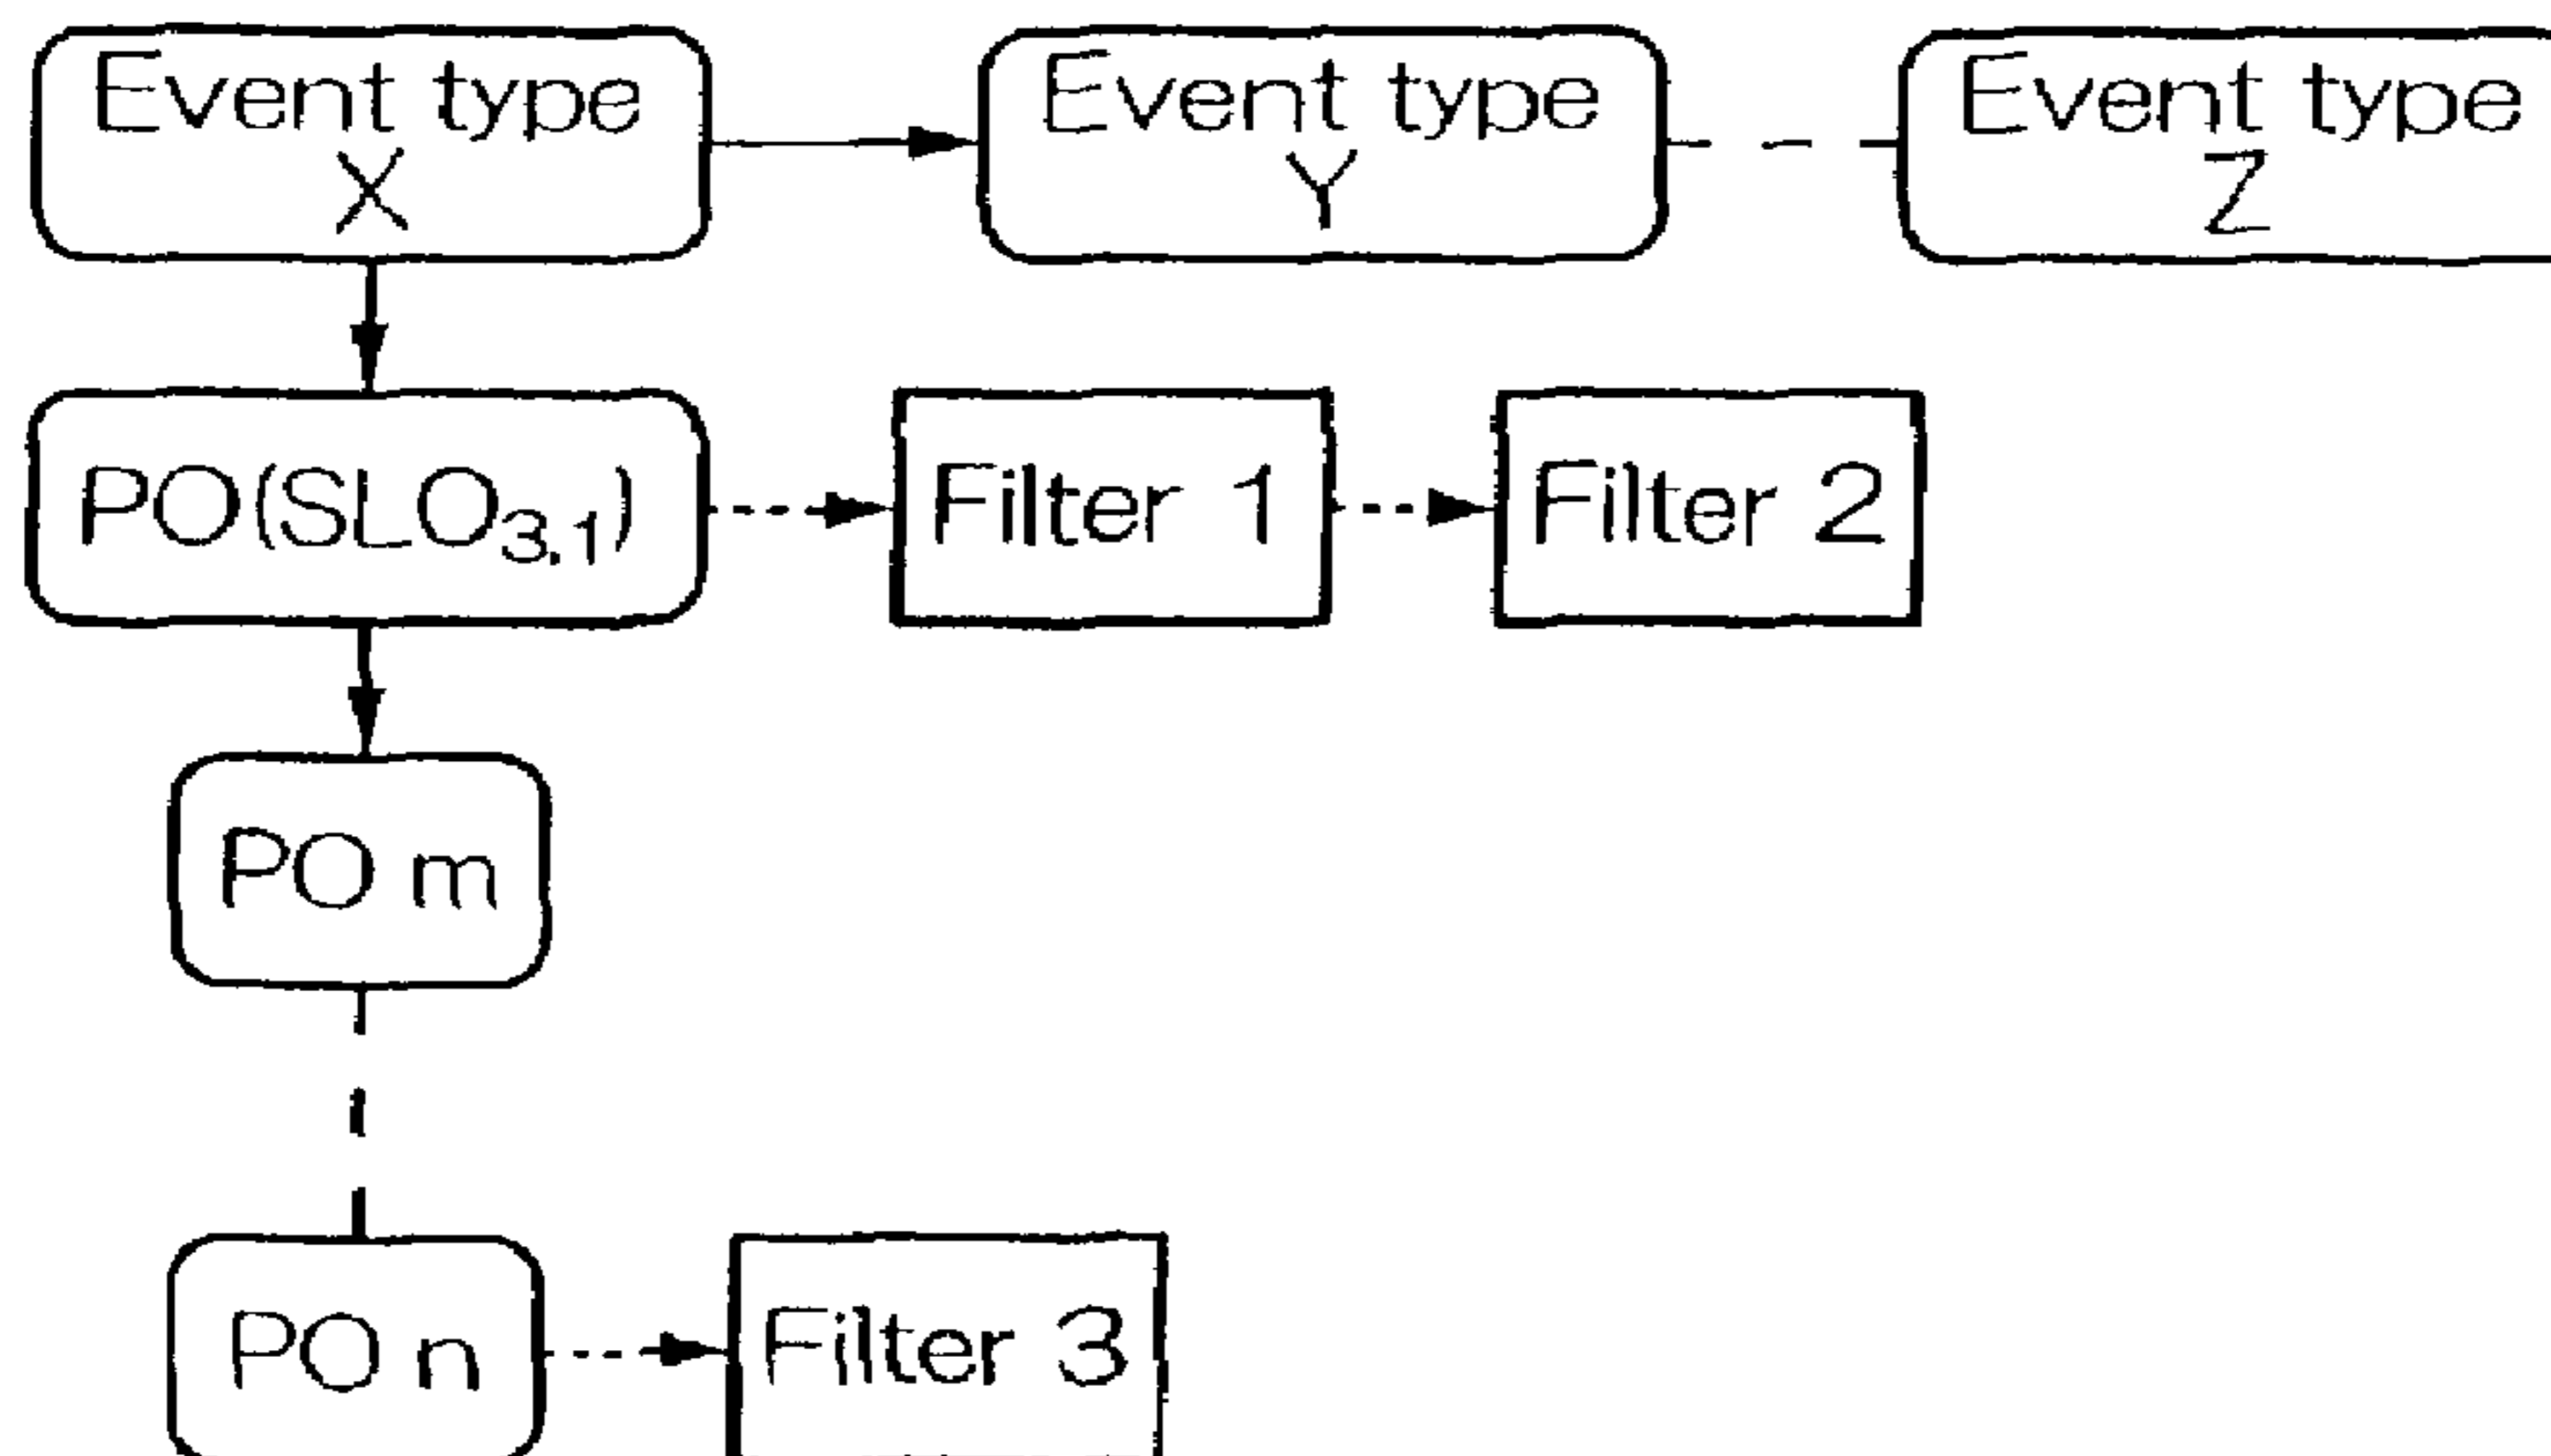 Event type
X
Event type
Y
Event type
Z
PO(SLO₃.₁)
Filter 1
Filter 2
PO m
PO n
Filter 3